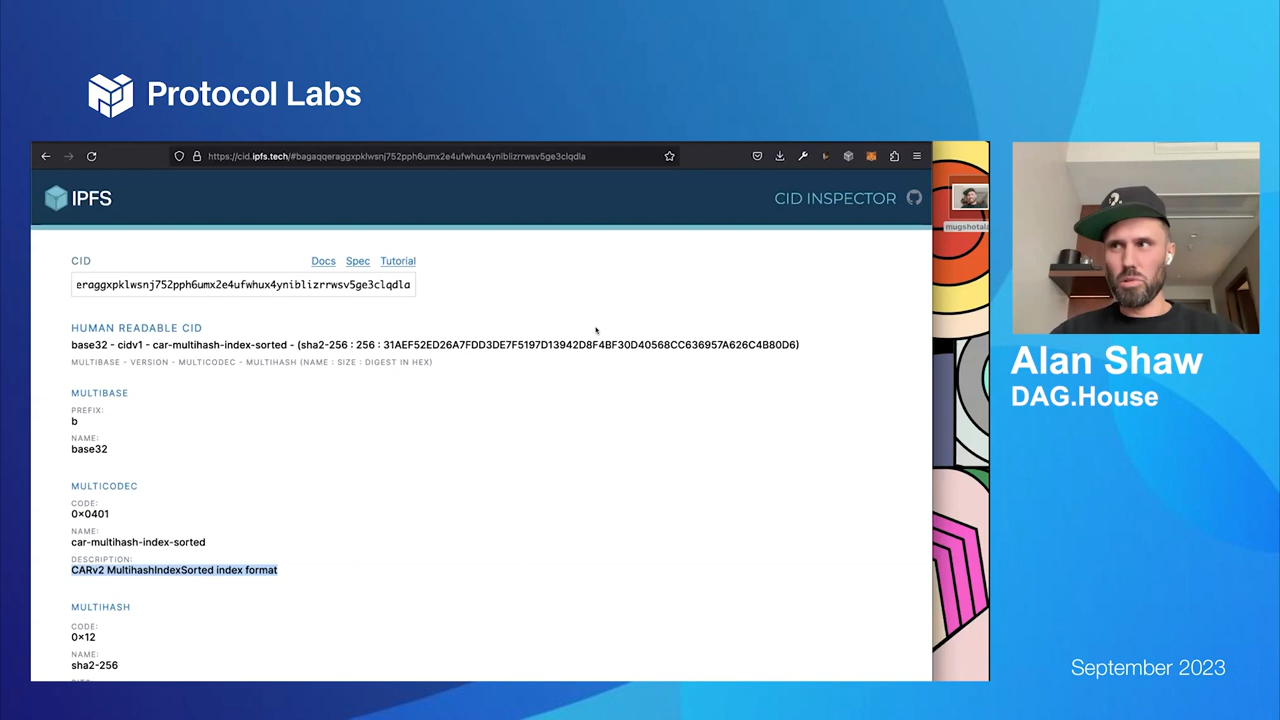 Protocol Labs
https://cid.ipfs.tech/#bagaqqeraggxpklwsnj752pph6umx2e4ufwhux4yniblizrrwsv5ge3clqdla
IPFS
CID INSPECTOR
CID
Docs Spec Tutorial
eraggxpklwsnj752pph6umx2e4ufwhux4yniblizrrwsv5ge3clqdla
HUMAN READABLE CID
base32 - cidv1 - car-multihash-index-sorted - (sha2-256 : 256 : 31AEF52ED26A7FDD3DE7F5197D13942D8F4BF30D40568CC636957A626C4B80D6)
MULTIBASE - VERSION - MULTICODEC - MULTIHASH (NAME : SIZE : DIGEST IN HEX)
MULTIBASE
PREFIX:
b
NAME:
base32
MULTICODEC
CODE:
0x0401
NAME:
car-multihash-index-sorted
DESCRIPTION:
CARv2 MultihashIndexSorted index format
MULTIHASH
CODE:
0x12
NAME:
sha2-256
Alan Shaw
DAG.House
September 2023